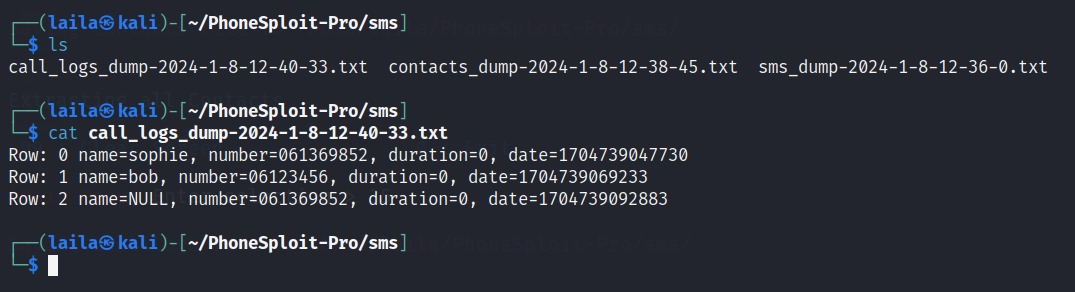 ┌──(laila㉿kali)-[~/PhoneSploit-Pro/sms]
└─$ ls
call_logs_dump-2024-1-8-12-40-33.txt  contacts_dump-2024-1-8-12-38-45.txt  sms_dump-2024-1-8-12-36-0.txt
┌──(laila㉿kali)-[~/PhoneSploit-Pro/sms]
└─$ cat call_logs_dump-2024-1-8-12-40-33.txt
Row: 0 name=sophie, number=061369852, duration=0, date=1704739047730
Row: 1 name=bob, number=06123456, duration=0, date=1704739069233
Row: 2 name=NULL, number=061369852, duration=0, date=1704739092883
┌──(laila㉿kali)-[~/PhoneSploit-Pro/sms]
└─$